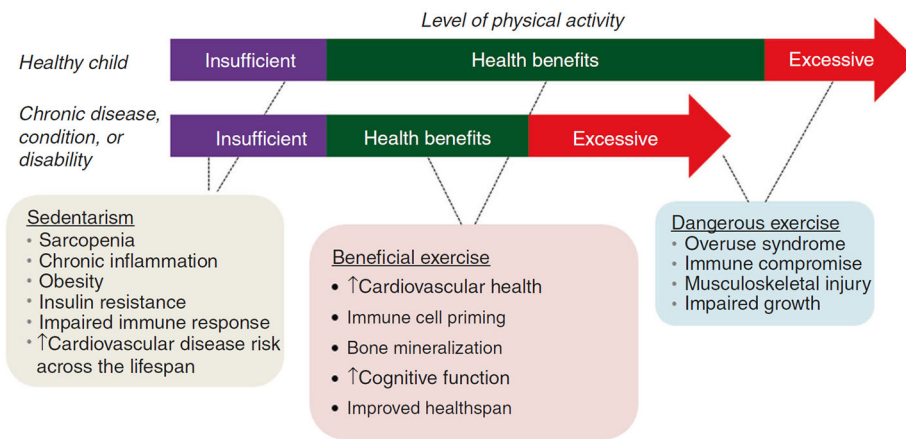 Level of physical activity
Healthy child
Insufficient
Health benefits
Excessive
Chronic disease,
condition, or
disability
Insufficient
Health benefits
Excessive
Sedentarism
• Sarcopenia
• Chronic inflammation
• Obesity
• Insulin resistance
• Impaired immune response
• ↑Cardiovascular disease risk
across the lifespan
Beneficial exercise
• ↑Cardiovascular health
• Immune cell priming
• Bone mineralization
• ↑Cognitive function
• Improved healthspan
Dangerous exercise
• Overuse syndrome
• Immune compromise
• Musculoskeletal injury
• Impaired growth